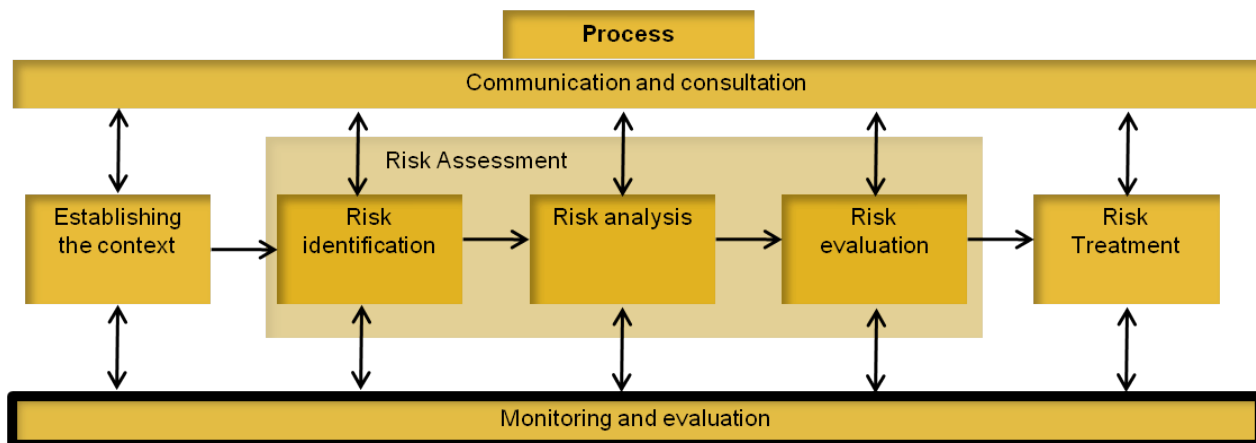 Process
Communication and consultation
Risk Assessment
Establishing
the context
Risk
identification
Risk analysis
Risk
evaluation
Risk
Treatment
Monitoring and evaluation